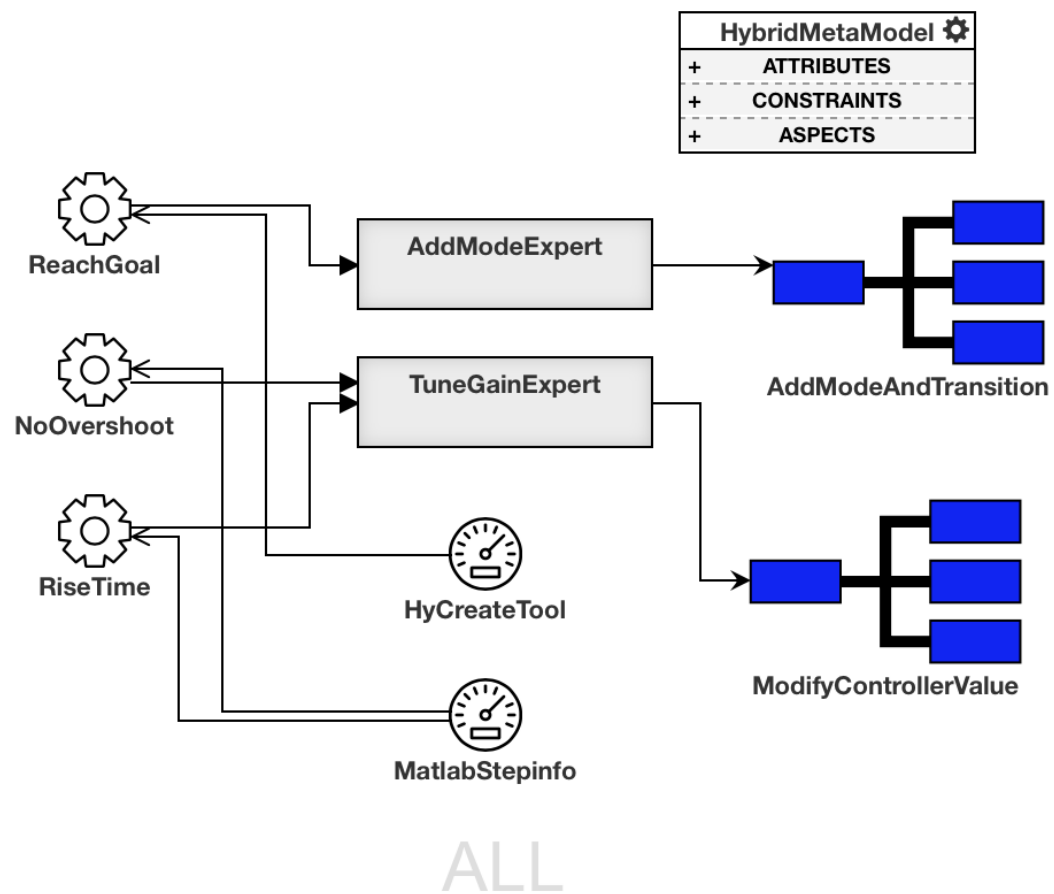 HybridMetaModel
+ ATTRIBUTES
+ CONSTRAINTS
+ ASPECTS
ReachGoal
AddModeExpert
AddModeAndTransition
NoOvershoot
TuneGainExpert
RiseTime
HyCreateTool
ModifyControllerValue
MatlabStepinfo
ALL